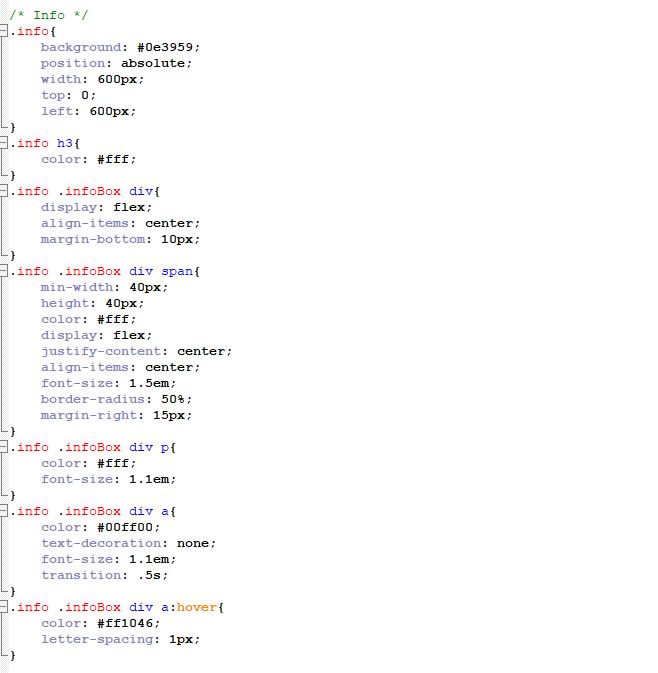 /* Info */
.info{
    background: #0e3959;
    position: absolute;
    width: 600px;
    top: 0;
    left: 600px;
}
.info h3{
    color: #fff;
}
.info .infoBox div{
    display: flex;
    align-items: center;
    margin-bottom: 10px;
}
.info .infoBox div span{
    min-width: 40px;
    height: 40px;
    color: #fff;
    display: flex;
    justify-content: center;
    align-items: center;
    font-size: 1.5em;
    border-radius: 50%;
    margin-right: 15px;
}
.info .infoBox div p{
    color: #fff;
    font-size: 1.1em;
}
.info .infoBox div a{
    color: #00ff00;
    text-decoration: none;
    font-size: 1.1em;
    transition: .5s;
}
.info .infoBox div a:hover{
    color: #ff1046;
    letter-spacing: 1px;
}